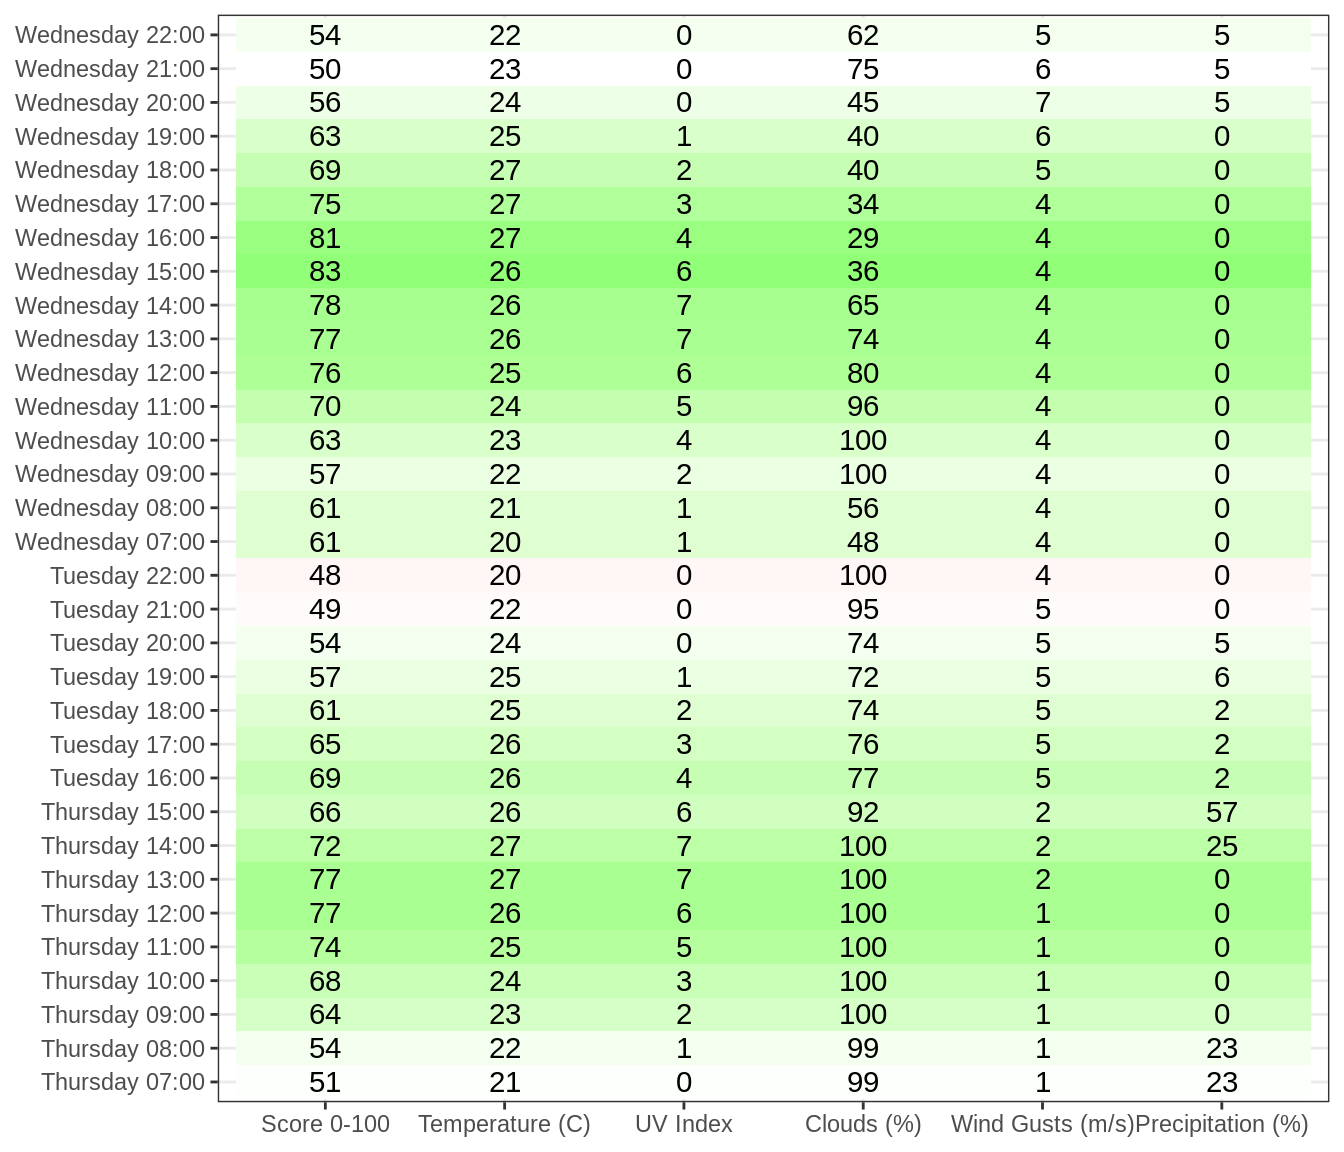 Wednesday 22:00 54 22 0 62 5 5
Wednesday 21:00 50 23 0 75 6 5
Wednesday 20:00 56 24 0 45 7 5
Wednesday 19:00 63 25 1 40 6 0
Wednesday 18:00 69 27 2 40 5 0
Wednesday 17:00 75 27 3 34 4 0
Wednesday 16:00 81 27 4 29 4 0
Wednesday 15:00 83 26 6 36 4 0
Wednesday 14:00 78 26 7 65 4 0
Wednesday 13:00 77 26 7 74 4 0
Wednesday 12:00 76 25 6 80 4 0
Wednesday 11:00 70 24 5 96 4 0
Wednesday 10:00 63 23 4 100 4 0
Wednesday 09:00 57 22 2 100 4 0
Wednesday 08:00 61 21 1 56 4 0
Wednesday 07:00 61 20 1 48 4 0
Tuesday 22:00 48 20 0 100 4 0
Tuesday 21:00 49 22 0 95 5 0
Tuesday 20:00 54 24 0 74 5 5
Tuesday 19:00 57 25 1 72 5 6
Tuesday 18:00 61 25 2 74 5 2
Tuesday 17:00 65 26 3 76 5 2
Tuesday 16:00 69 26 4 77 5 2
Thursday 15:00 66 26 6 92 2 57
Thursday 14:00 72 27 7 100 2 25
Thursday 13:00 77 27 7 100 2 0
Thursday 12:00 77 26 6 100 1 0
Thursday 11:00 74 25 5 100 1 0
Thursday 10:00 68 24 3 100 1 0
Thursday 09:00 64 23 2 100 1 0
Thursday 08:00 54 22 1 99 1 23
Thursday 07:00 51 21 0 99 1 23
Score 0-100 Temperature (C) UV Index Clouds (%) Wind Gusts (m/s) Precipitation (%)